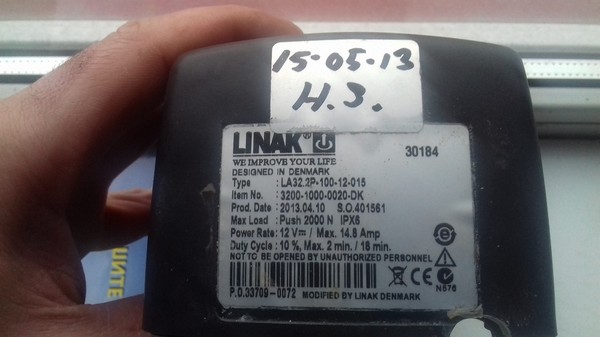 15-05-13
H.3.
LINAK®
WE IMPROVE YOUR LIFE
30184
DESIGNED IN DENMARK
Type : LA32.2P-100-12-015
Item No. : 3200-1000-0020-DK
Prod. Date : 2013.04.10 S.O.401561
Max Load : Push 2000 N IPX6
Power Rate : 12 V⎓ / Max. 14.8 Amp
Duty Cycle : 10 %, Max. 2 min. / 18 min.
NOT TO BE OPENED BY UNAUTHORIZED PERSONNEL
CE
N576
P.O.33709-0072 MODIFIED BY LINAK DENMARK
UNTE